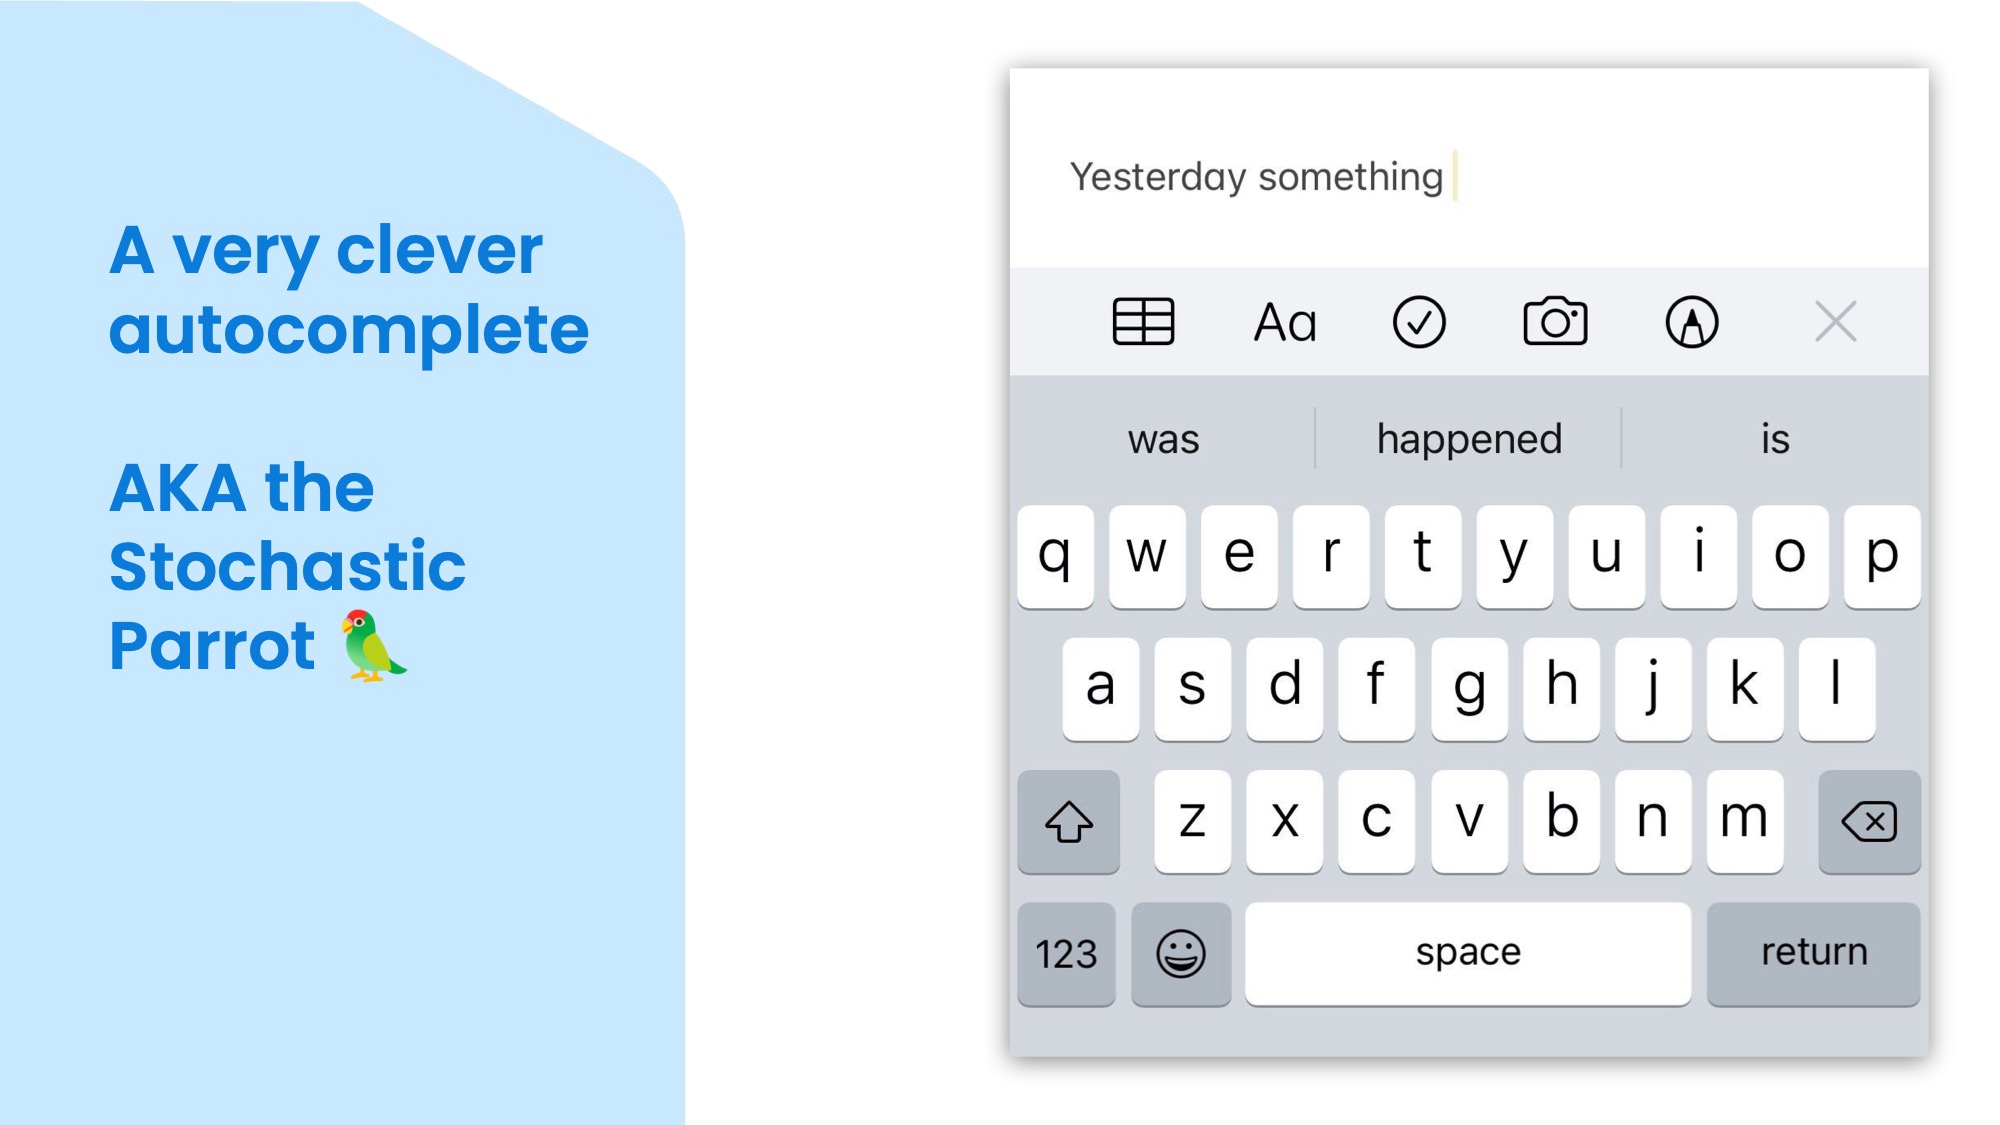 A very clever
autocomplete
AKA the
Stochastic
Parrot 🦜
Yesterday something
Aa
was happened is
q w e r t y u i o p
a s d f g h j k l
z x c v b n m
123 space return